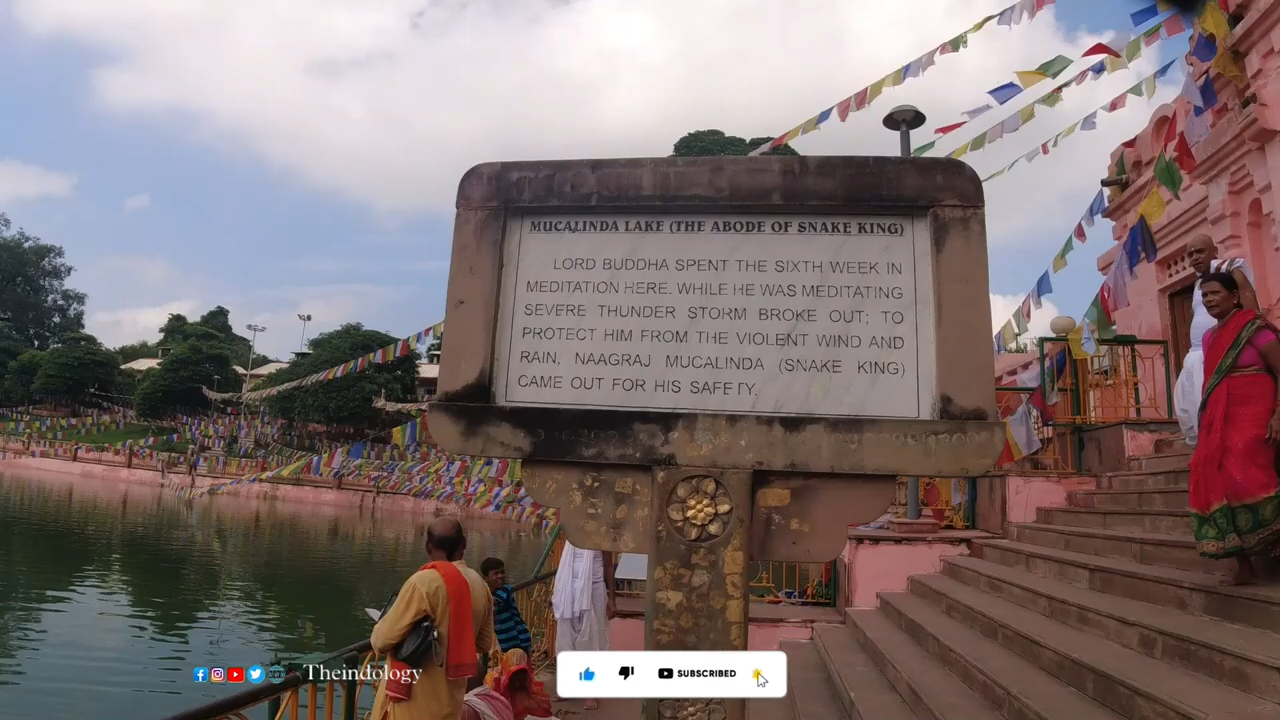 MUCALINDA LAKE (THE ABODE OF SNAKE KING)
LORD BUDDHA SPENT THE SIXTH WEEK IN
MEDITATION HERE. WHILE HE WAS MEDITATING
SEVERE THUNDER STORM BROKE OUT; TO
PROTECT HIM FROM THE VIOLENT WIND AND
RAIN, NAAGRAJ MUCALINDA (SNAKE KING)
CAME OUT FOR HIS SAFETY.
Theindology
SUBSCRIBED